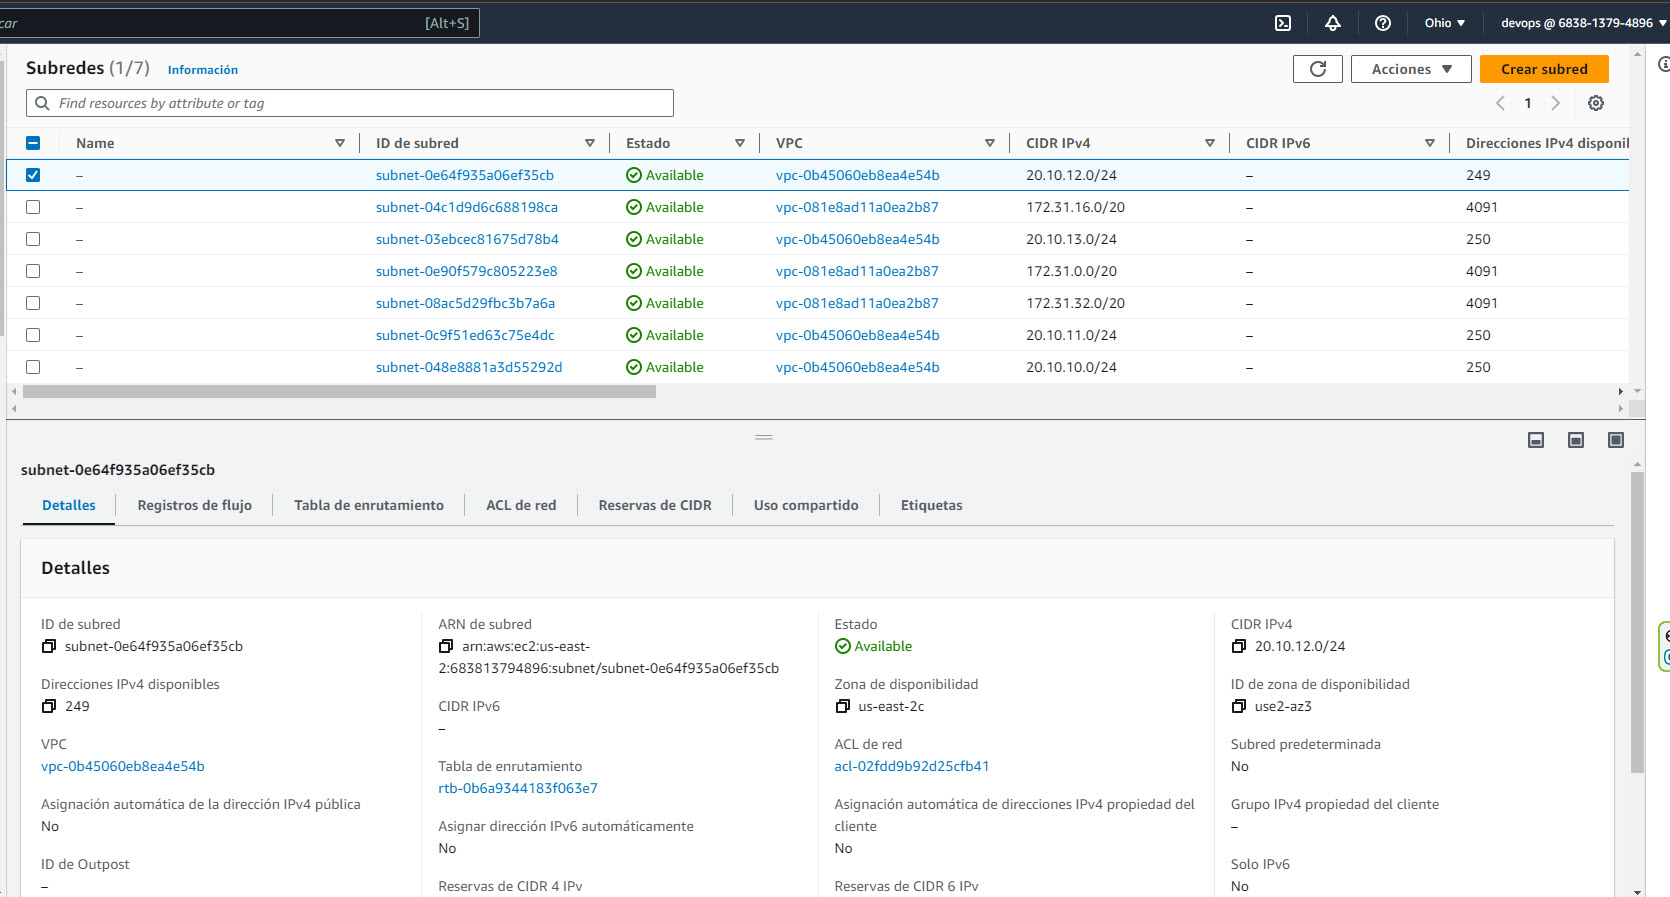 car [Alt+S] Ohio ▼ devops @ 6838-1379-4896 ▼
Subredes (1/7) Información Acciones ▼ Crear subred
Find resources by attribute or tag 1
Name ID de subred Estado VPC CIDR IPv4 CIDR IPv6 Direcciones IPv4 disponil
– subnet-0e64f935a06ef35cb Available vpc-0b45060eb8ea4e54b 20.10.12.0/24 – 249
– subnet-04c1d9d6c688198ca Available vpc-081e8ad11a0ea2b87 172.31.16.0/20 – 4091
– subnet-03ebcec81675d78b4 Available vpc-0b45060eb8ea4e54b 20.10.13.0/24 – 250
– subnet-0e90f579c805223e8 Available vpc-081e8ad11a0ea2b87 172.31.0.0/20 – 4091
– subnet-08ac5d29fbc3b7a6a Available vpc-081e8ad11a0ea2b87 172.31.32.0/20 – 4091
– subnet-0c9f51ed63c75e4dc Available vpc-0b45060eb8ea4e54b 20.10.11.0/24 – 250
– subnet-048e8881a3d55292d Available vpc-0b45060eb8ea4e54b 20.10.10.0/24 – 250
subnet-0e64f935a06ef35cb
Detalles Registros de flujo Tabla de enrutamiento ACL de red Reservas de CIDR Uso compartido Etiquetas
Detalles
ID de subred
subnet-0e64f935a06ef35cb
Direcciones IPv4 disponibles
249
VPC
vpc-0b45060eb8ea4e54b
Asignación automática de la dirección IPv4 pública
No
ID de Outpost
–
ARN de subred
arn:aws:ec2:us-east-
2:683813794896:subnet/subnet-0e64f935a06ef35cb
CIDR IPv6
–
Tabla de enrutamiento
rtb-0b6a9344183f063e7
Asignar dirección IPv6 automáticamente
No
Reservas de CIDR 4 IPv
Estado
Available
Zona de disponibilidad
us-east-2c
ACL de red
acl-02fdd9b92d25cfb41
Asignación automática de direcciones IPv4 propiedad del
cliente
No
Reservas de CIDR 6 IPv
CIDR IPv4
20.10.12.0/24
ID de zona de disponibilidad
use2-az3
Subred predeterminada
No
Grupo IPv4 propiedad del cliente
–
Solo IPv6
No